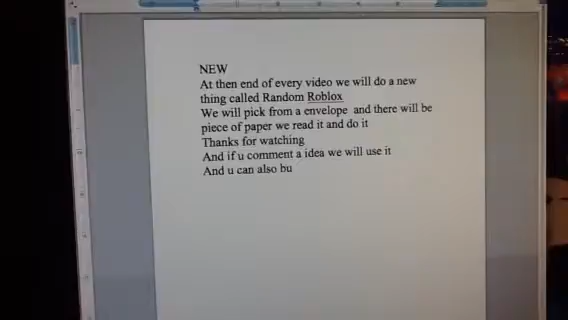 NEW
At then end of every video we will do a new
thing called Random Roblox
We will pick from a envelope and there will be
piece of paper we read it and do it
Thanks for watching
And if u comment a idea we will use it
And u can also bu